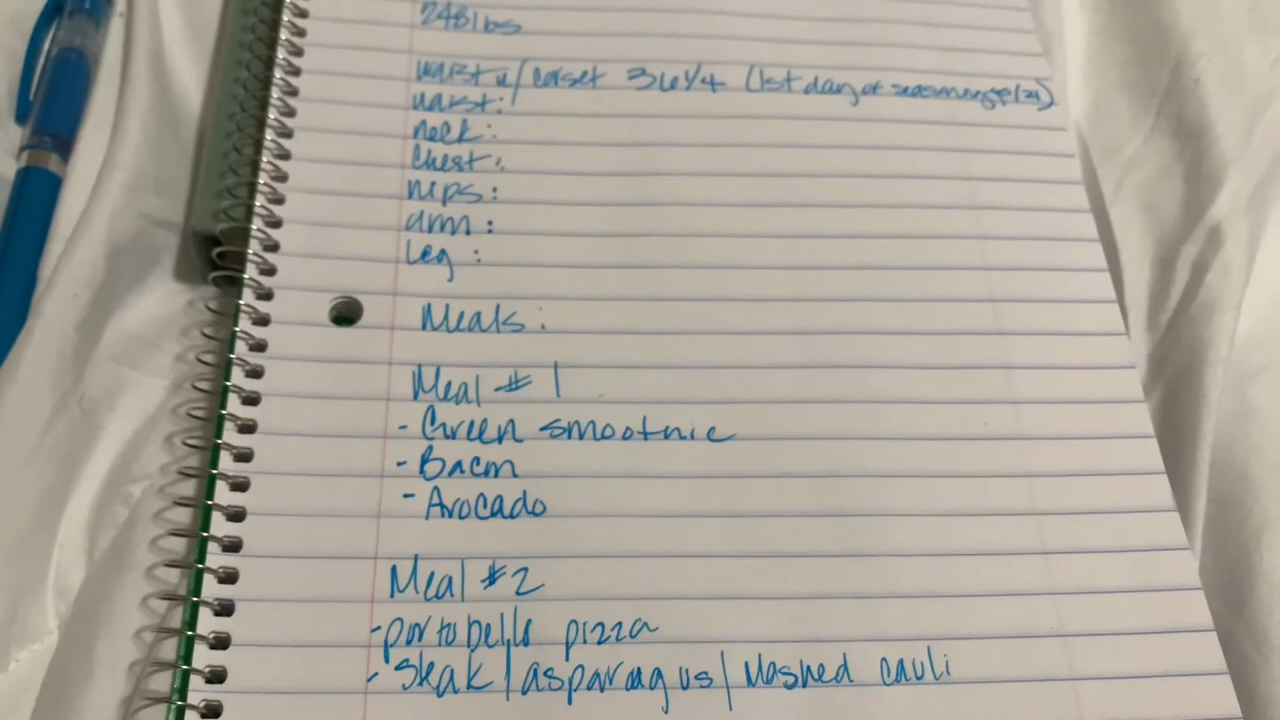 248lbs
waist w/ corset 36 1/4 (1st day of seasoning
waist:
neck:
chest:
hips:
arm:
Leg:
Meals:
Meal # 1
- Green smoothie
- Bacon
- Avocado
Meal #2
- portobello pizza
- Steak / asparagus / Mashed cauli